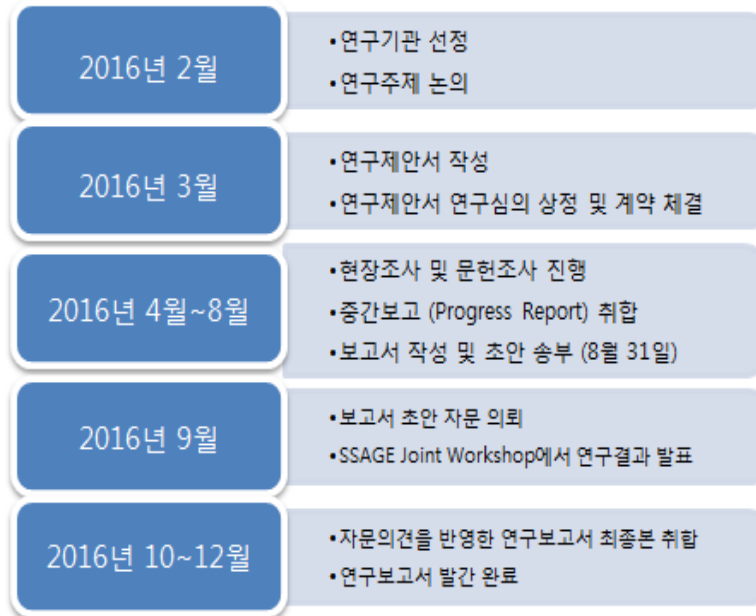 2016년 2월
•연구기관 선정
•연구주제 논의
2016년 3월
•연구제안서 작성
•연구제안서 연구심의 상정 및 계약 체결
2016년 4월~8월
•현장조사 및 문헌조사 진행
•중간보고 (Progress Report) 취합
•보고서 작성 및 초안 송부 (8월 31일)
2016년 9월
•보고서 초안 자문 의뢰
•SSAGE Joint Workshop에서 연구결과 발표
2016년 10~12월
•자문의견을 반영한 연구보고서 최종본 취합
•연구보고서 발간 완료